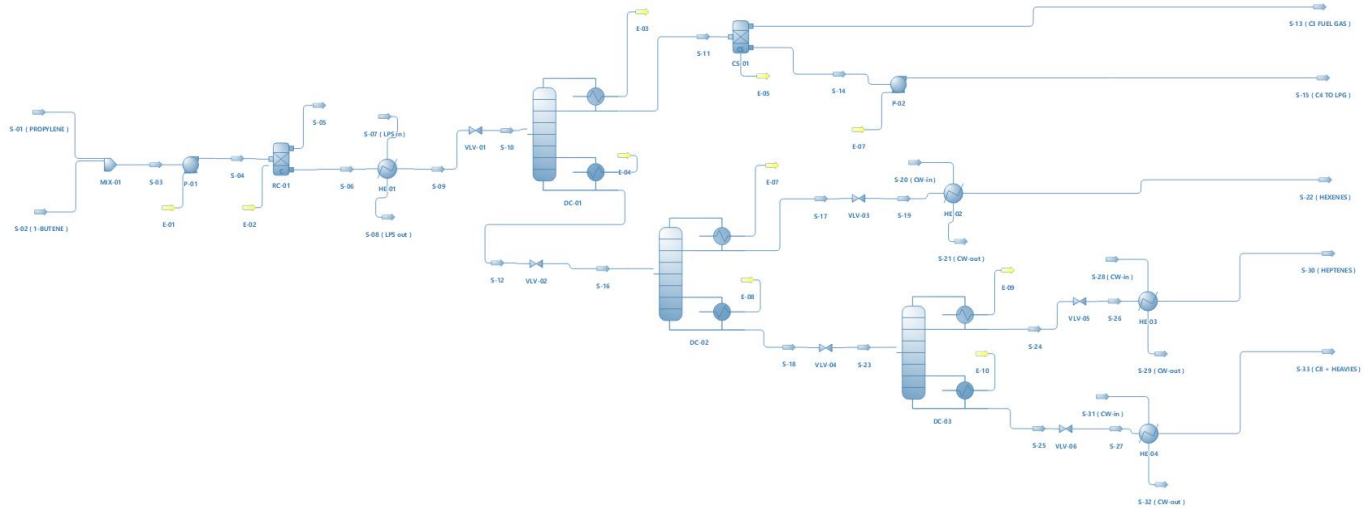 S-13 ( C3 FUEL GAS)
E-03
S-11
CS-01
E-05
S-14
P-02
S-15 ( C4 TO LPG )
E-07
S-01 (PROPYLENE )
S-05
S-07 ( LPS in )
VLV-01
S-10
MIX-01
S-03
P-01
S-04
RC-01
S-06
HE-01
S-09
E-04
E-01
E-02
S-02 ( 1-BUTENE )
S-08 ( LPS out )
DC-01
E-07
S-20 ( CW-in)
S-17
VLV-03
S-19
HE-02
S-22 ( HEXENES )
S-21 ( CW-out)
S-12
VLV-02
S-16
E-08
DC-02
S-18
VLV-04
S-23
E-09
S-28 ( CW-in)
S-30 ( HEPTENES )
VLV-05
S-26
HE-03
S-24
S-29 ( CW-out)
E-10
S-33 ( C8 + HEAVIES )
S-31 ( CW-in)
DC-03
S-25
VLV-06
S-27
HE-04
S-32 ( CW-out)